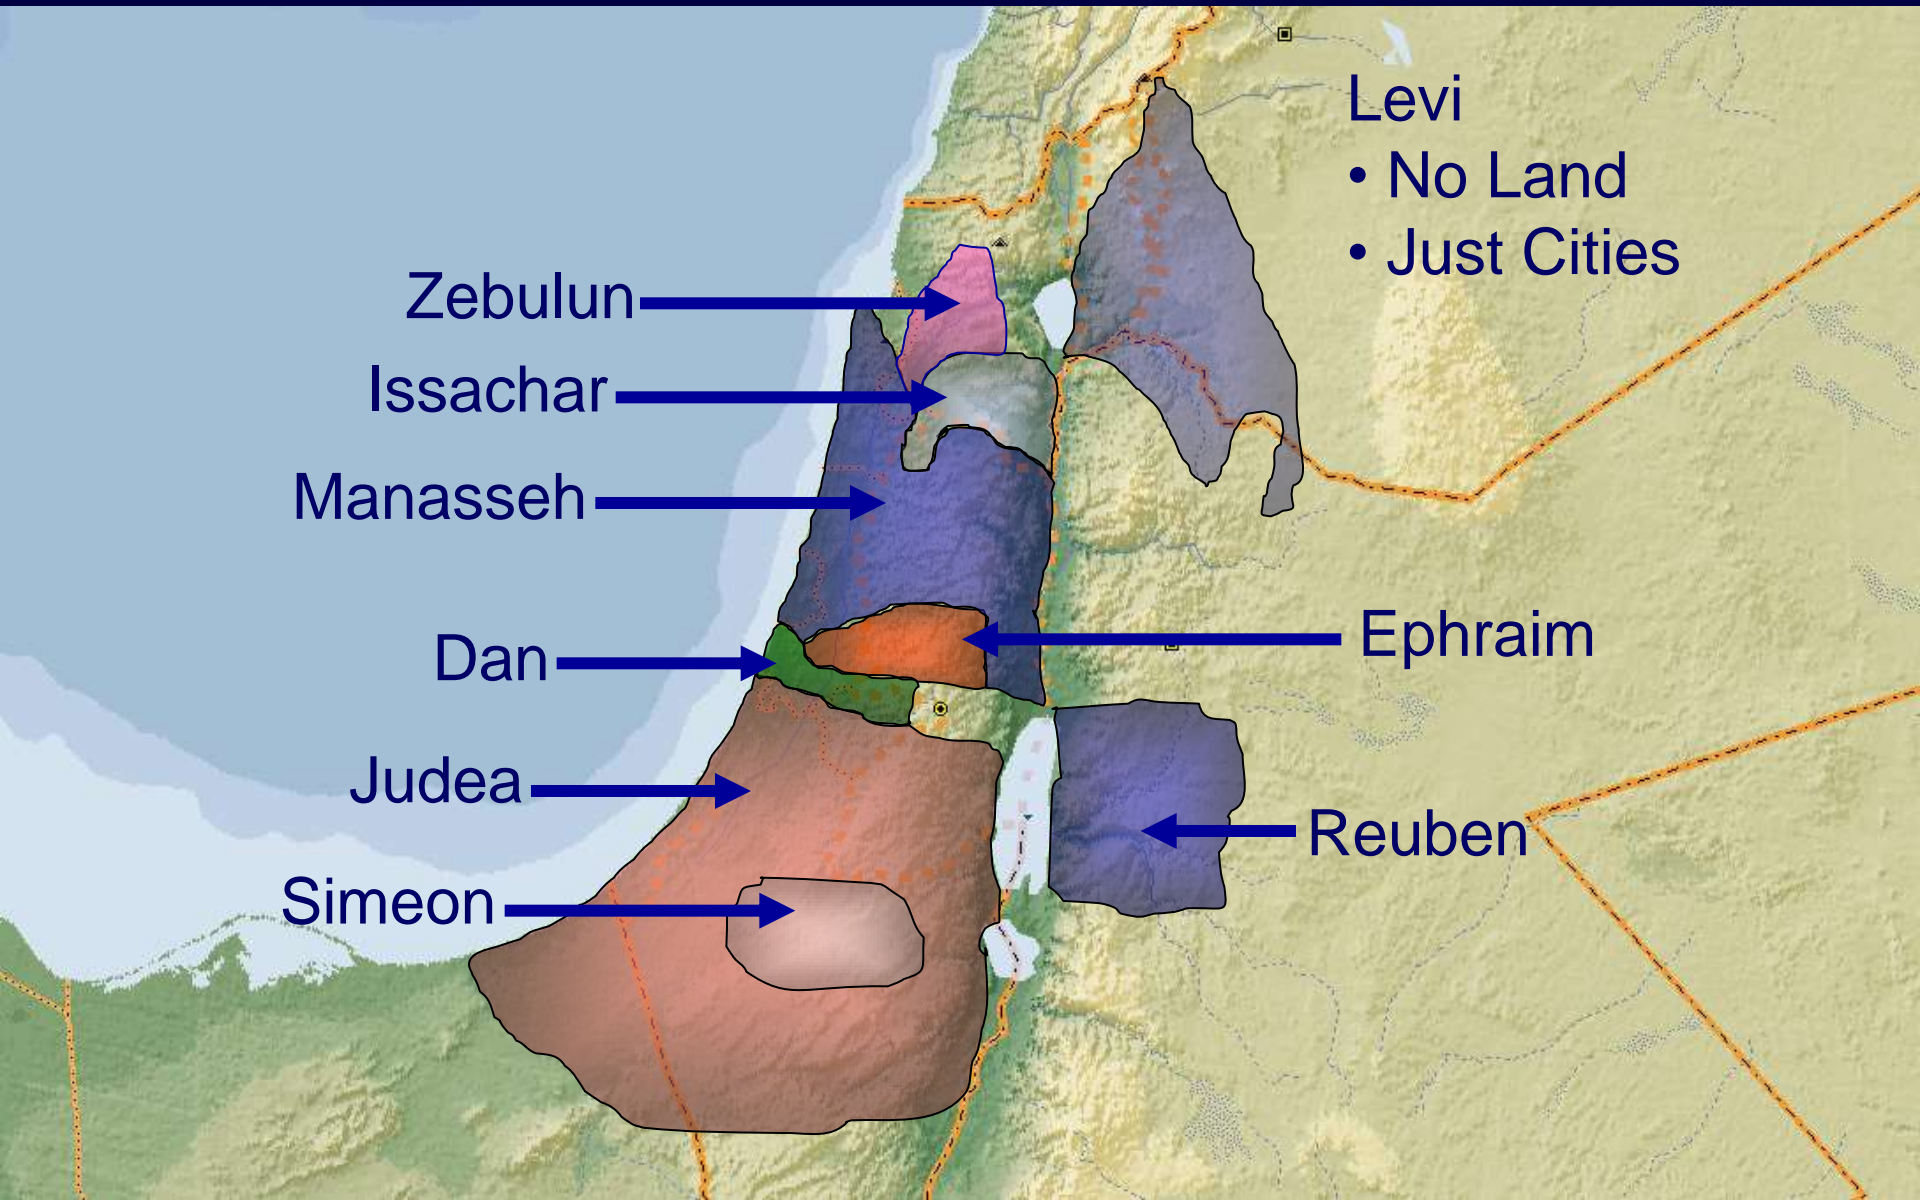 Levi
• No Land
• Just Cities
Zebulun
Issachar
Manasseh
Dan
Ephraim
Judea
Reuben
Simeon